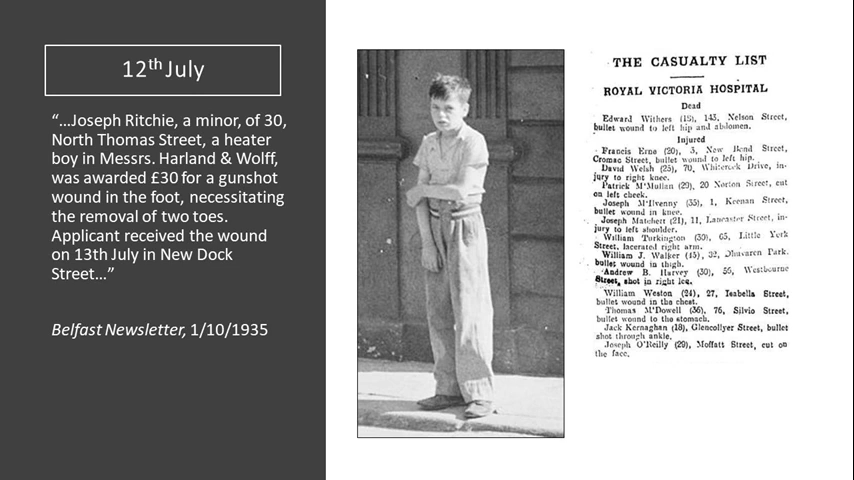 12th July
“…Joseph Ritchie, a minor, of 30,
North Thomas Street, a heater
boy in Messrs. Harland & Wolff,
was awarded £30 for a gunshot
wound in the foot, necessitating
the removal of two toes.
Applicant received the wound
on 13th July in New Dock
Street…”
Belfast Newsletter, 1/10/1935
THE CASUALTY LIST
ROYAL VICTORIA HOSPITAL
Dead
Edward Withers 143, Nelson Street,
bullet wound to left hip and abdomen.
Injured
Francis Erne (20), 5, New Bond Street,
Cromac Street, bullet wound to left hip.
David Welsh (25), 70, Whiterock Drive, in-
jury to right knee.
Patrick M'Mullan (29), 20 Norton Street, cut
on left cheek.
Joseph M'Ilvenny (35), 1, Keenan Street,
bullet wound in knee.
Joseph Matchett (21), 11, Lancaster Street, in-
jury to left shoulder.
William Turkington (30), 65, Little York
Street, lacerated right arm.
William J. Walker 32, Dhuvaren Park.
bullet wound in thigh.
Andrew B. Harvey (30), 56, Westbourne
Street, shot in right leg.
William Weston (24), 27, Isabella Street,
bullet wound in the chest.
Thomas M'Dowell (36), 76, Silvio Street,
bullet wound to the stomach.
Jack Kernaghan (18), Glencollyer Street, bullet
shot through ankle.
Joseph O'Reilly (29), Moffatt Street, cut on
the face.